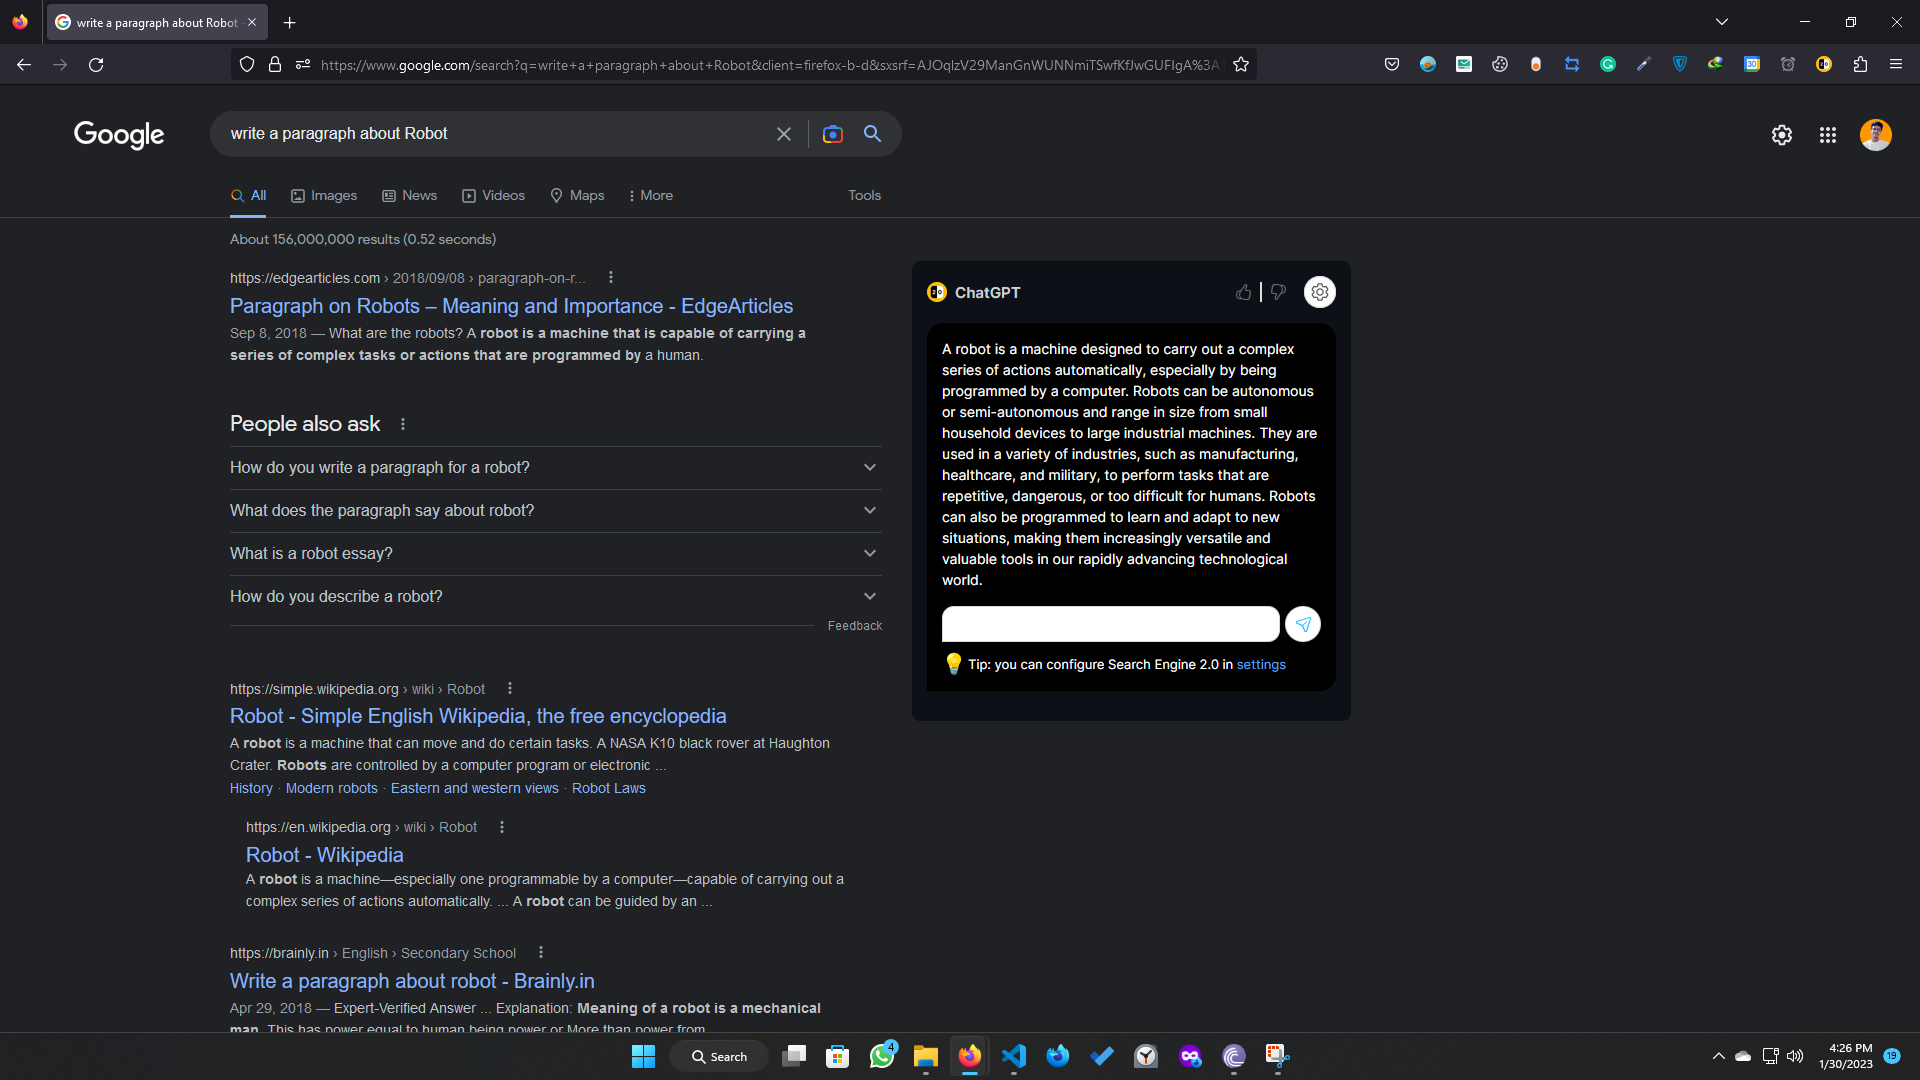 write a paragraph about Robot
https://www.google.com/search?q=write+a+paragraph+about+Robot&client=firefox-b-d&sxsrf=AJOqlzV29ManGnWUNNmiTSwfKfJwGUFIgA%3A1
Google
write a paragraph about Robot
All Images News Videos Maps More Tools
About 156,000,000 results (0.52 seconds)
https://edgearticles.com › 2018/09/08 › paragraph-on-r...
Paragraph on Robots – Meaning and Importance - EdgeArticles
Sep 8, 2018 — What are the robots? A robot is a machine that is capable of carrying a
series of complex tasks or actions that are programmed by a human.
People also ask
How do you write a paragraph for a robot?
What does the paragraph say about robot?
What is a robot essay?
How do you describe a robot?
Feedback
https://simple.wikipedia.org › wiki › Robot
Robot - Simple English Wikipedia, the free encyclopedia
A robot is a machine that can move and do certain tasks. A NASA K10 black rover at Haughton
Crater. Robots are controlled by a computer program or electronic ...
History · Modern robots · Eastern and western views · Robot Laws
https://en.wikipedia.org › wiki › Robot
Robot - Wikipedia
A robot is a machine—especially one programmable by a computer—capable of carrying out a
complex series of actions automatically. ... A robot can be guided by an ...
https://brainly.in › English › Secondary School
Write a paragraph about robot - Brainly.in
Apr 29, 2018 — Expert-Verified Answer ... Explanation: Meaning of a robot is a mechanical
man. This has power equal to human being power or More than power from
ChatGPT
A robot is a machine designed to carry out a complex
series of actions automatically, especially by being
programmed by a computer. Robots can be autonomous
or semi-autonomous and range in size from small
household devices to large industrial machines. They are
used in a variety of industries, such as manufacturing,
healthcare, and military, to perform tasks that are
repetitive, dangerous, or too difficult for humans. Robots
can also be programmed to learn and adapt to new
situations, making them increasingly versatile and
valuable tools in our rapidly advancing technological
world.
Tip: you can configure Search Engine 2.0 in settings
Search
4
4:26 PM
1/30/2023
19